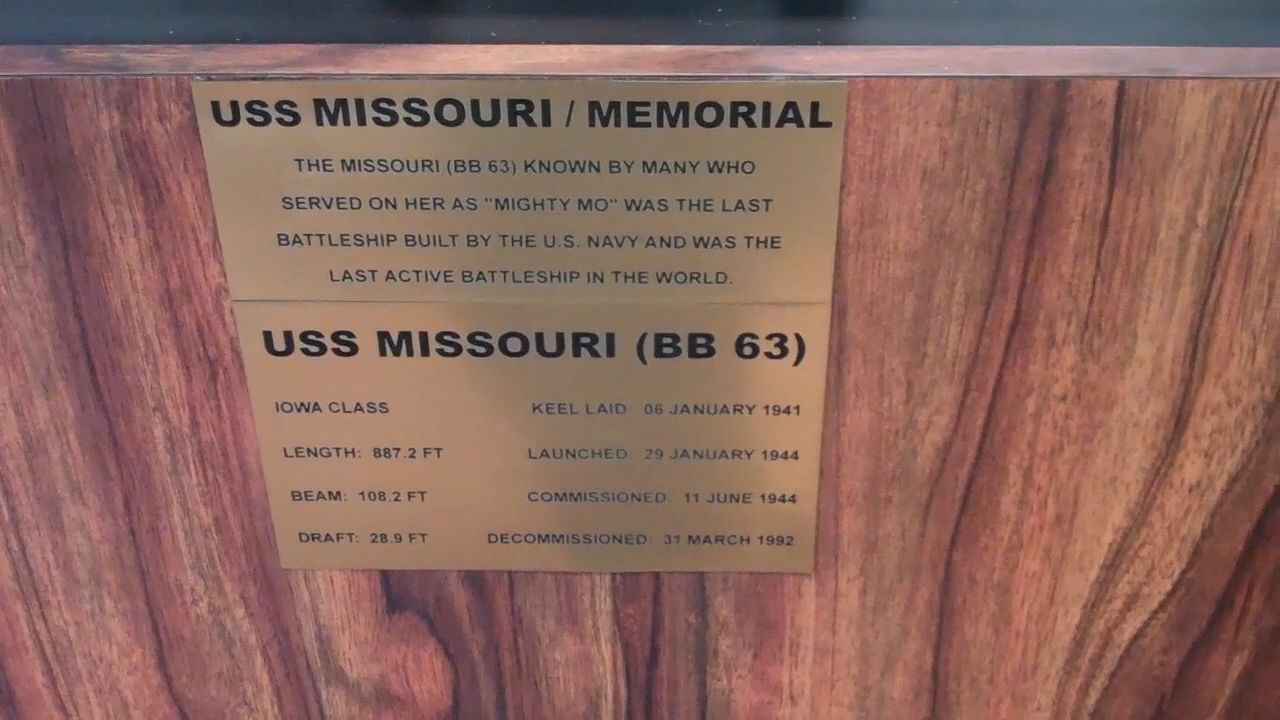 USS MISSOURI / MEMORIAL
THE MISSOURI (BB 63) KNOWN BY MANY WHO
SERVED ON HER AS "MIGHTY MO" WAS THE LAST
BATTLESHIP BUILT BY THE U.S. NAVY AND WAS THE
LAST ACTIVE BATTLESHIP IN THE WORLD.
USS MISSOURI (BB 63)
IOWA CLASS KEEL LAID: 06 JANUARY 1941
LENGTH: 887.2 FT LAUNCHED: 29 JANUARY 1944
BEAM: 108.2 FT COMMISSIONED: 11 JUNE 1944
DRAFT: 28.9 FT DECOMMISSIONED: 31 MARCH 1992